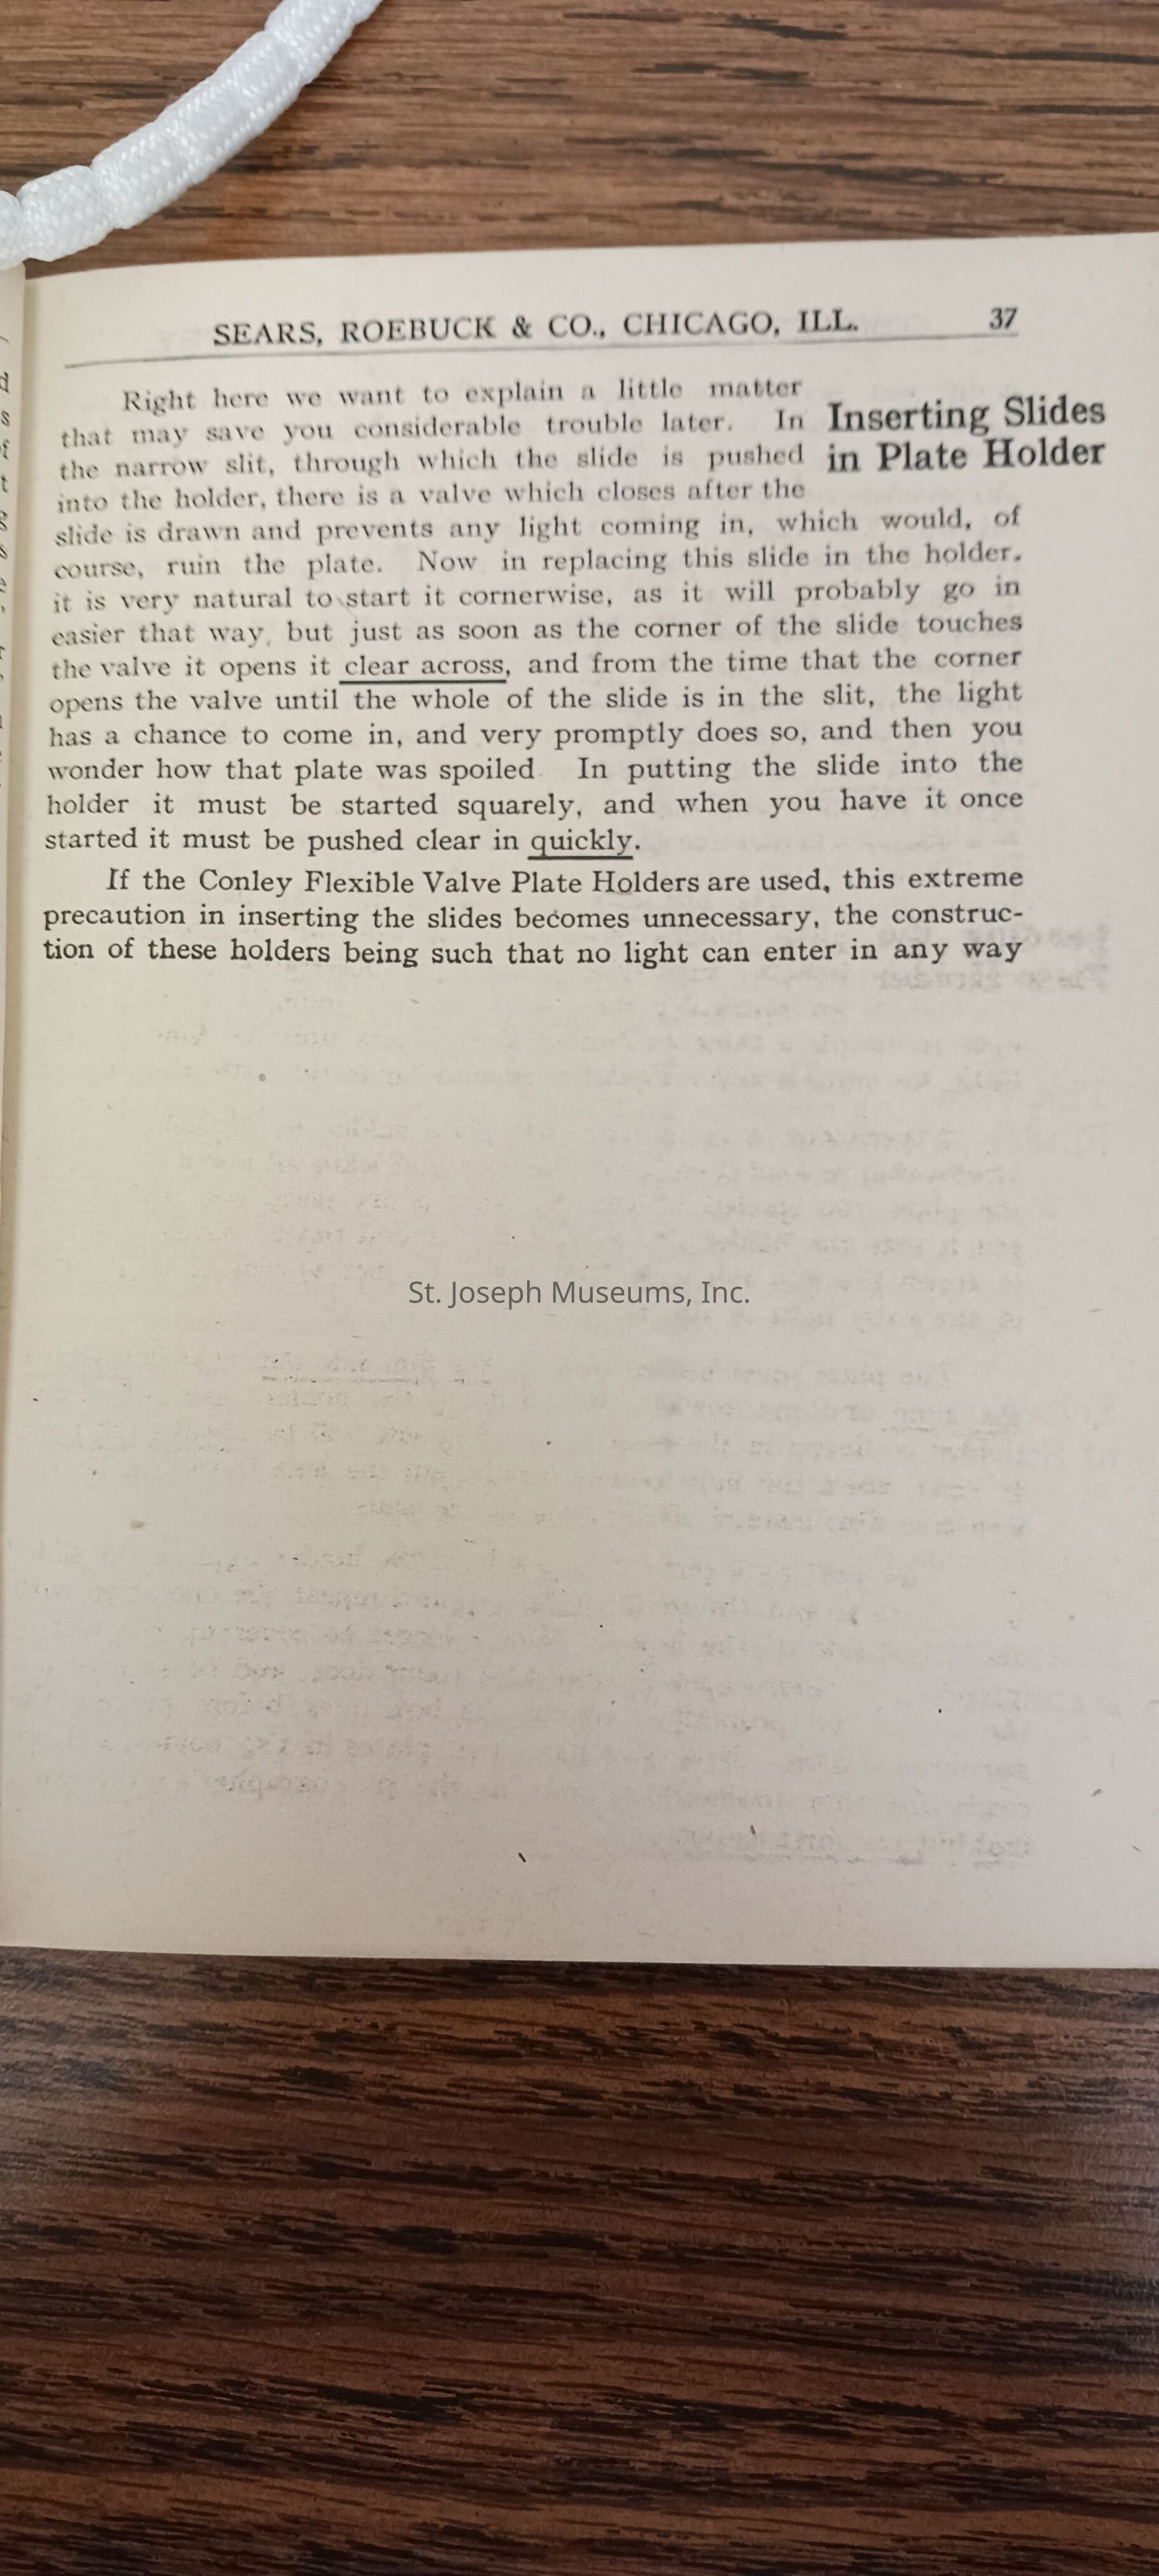 SEARS, ROEBUCK & CO., CHICAGO, ILL. 37
Inserting Slides
in Plate Holder
Right here we want to explain a little matter
that may save you considerable trouble later. In
the narrow slit, through which the slide is pushed
into the holder, there is a valve which closes after the
slide is drawn and prevents any light coming in, which would, of
course, ruin the plate. Now in replacing this slide in the holder,
it is very natural to start it cornerwise, as it will probably go in
easier that way, but just as soon as the corner of the slide touches
the valve it opens it clear across, and from the time that the corner
opens the valve until the whole of the slide is in the slit, the light
has a chance to come in, and very promptly does so, and then you
wonder how that plate was spoiled In putting the slide into the
holder it must be started squarely, and when you have it once
started it must be pushed clear in quickly.
If the Conley Flexible Valve Plate Holders are used, this extreme
precaution in inserting the slides becomes unnecessary, the construc-
tion of these holders being such that no light can enter in any way
St. Joseph Museums, Inc.